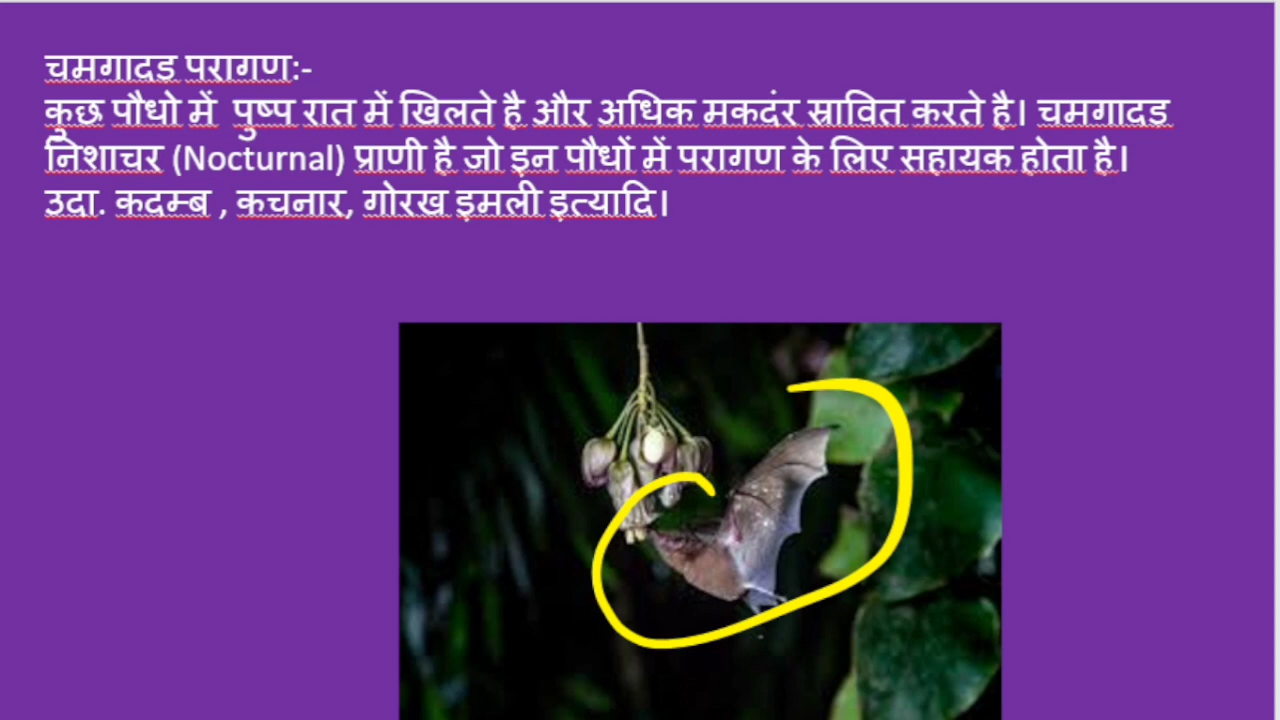 चमगादड परागण:-
कुछ पौधो में पुष्प रात में खिलते है और अधिक मकदंर स्रावित करते है। चमगादड
निशाचर (Nocturnal) प्राणी है जो इन पौधों में परागण के लिए सहायक होता है।
उदा. कदम्ब , कचनार, गोरख इमली इत्यादि।